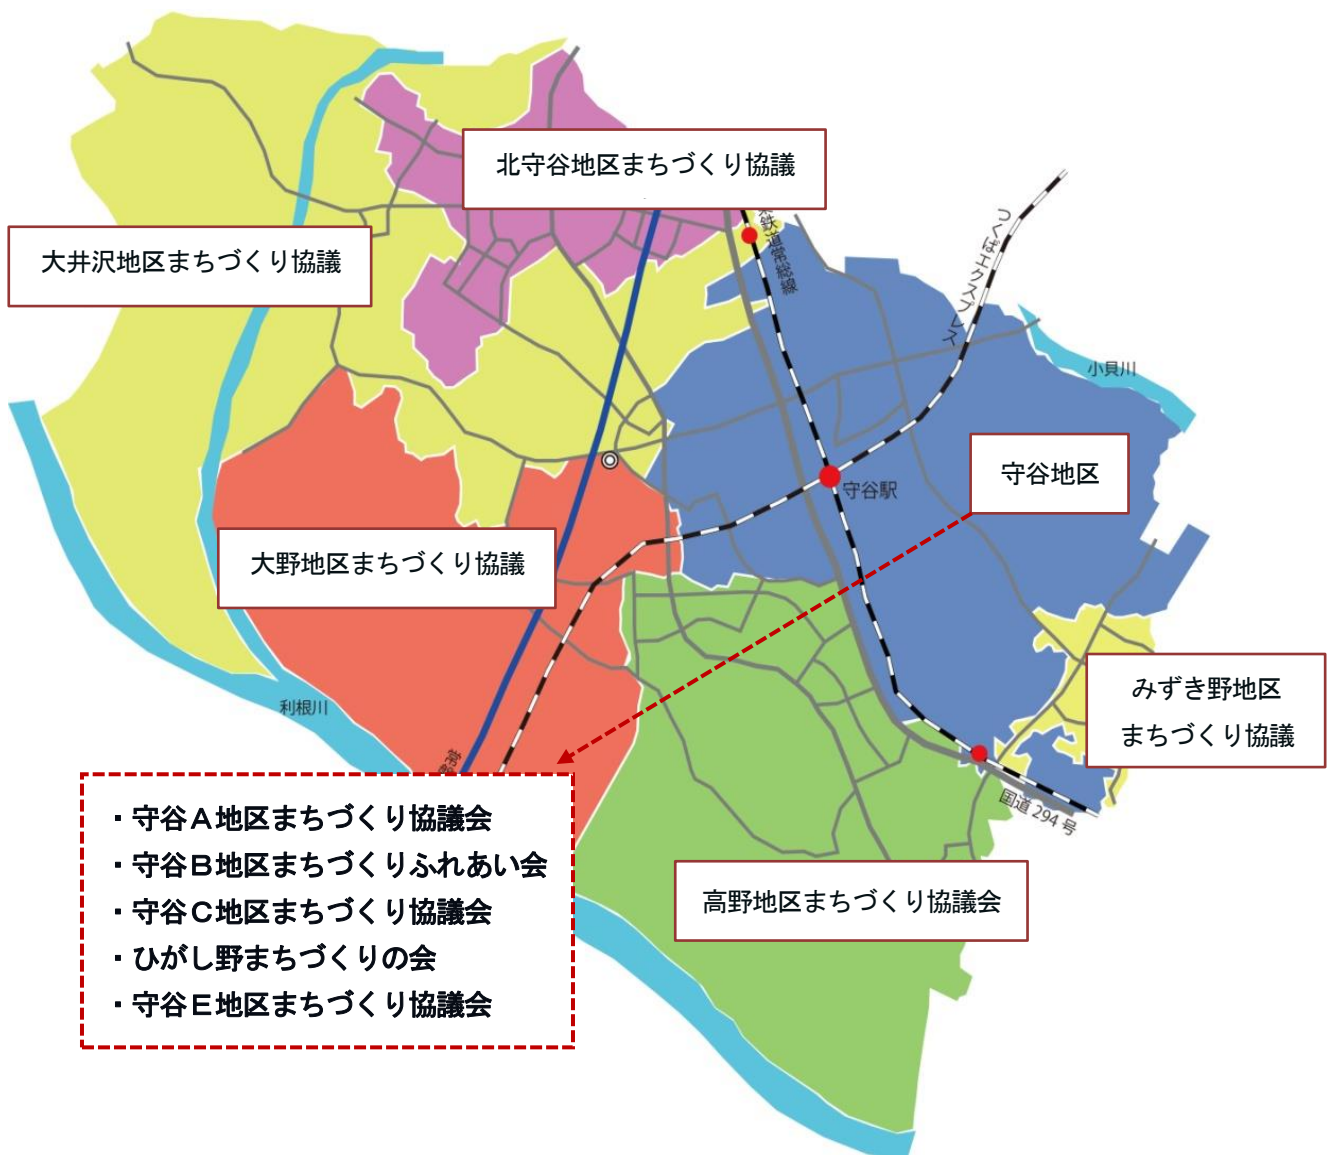 北守谷地区まちづくり協議
鉄道常総線
つくばエクスプレス
大井沢地区まちづくり協議
小貝川
守谷地区
守谷駅
大野地区まちづくり協議
みずき野地区
まちづくり協議
利根川
常
国道 294 号
・守谷A地区まちづくり協議会
・守谷B地区まちづくりふれあい会
・守谷C地区まちづくり協議会
・ひがし野まちづくりの会
・守谷E地区まちづくり協議会
高野地区まちづくり協議会